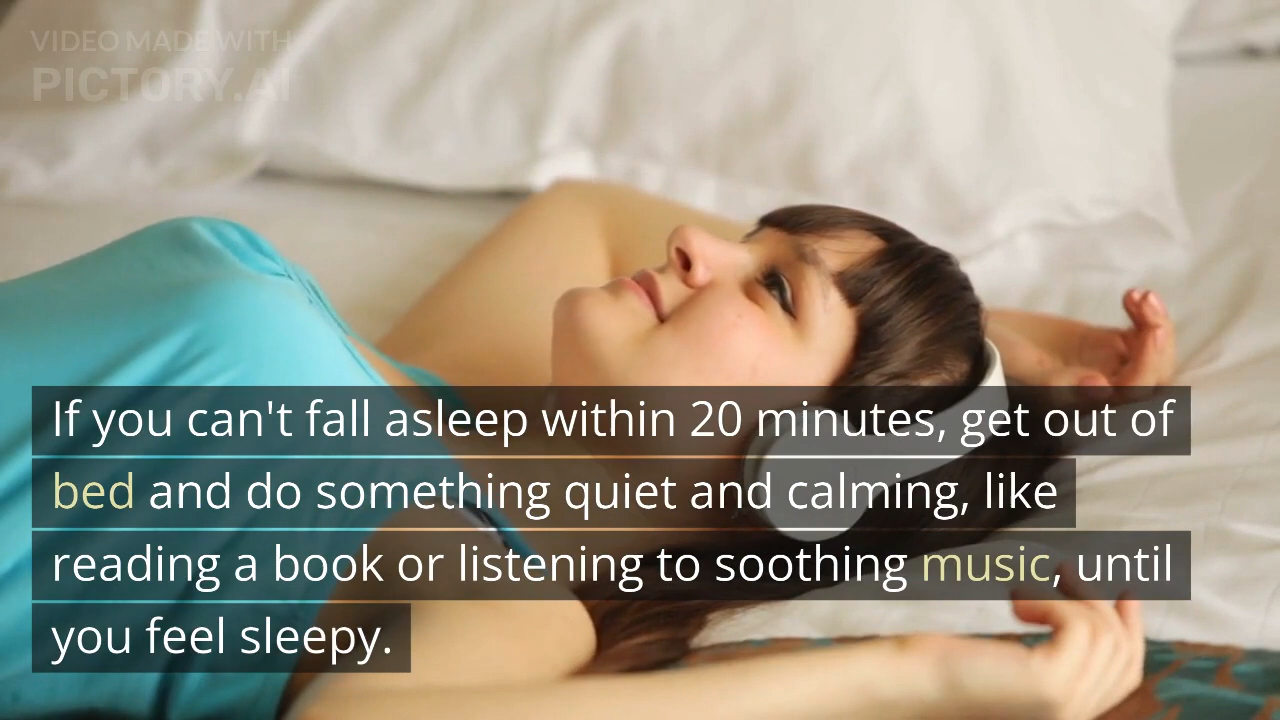 VIDEO MADE WITH
PICTORY.AI
If you can't fall asleep within 20 minutes, get out of
bed and do something quiet and calming, like
reading a book or listening to soothing music, until
you feel sleepy.